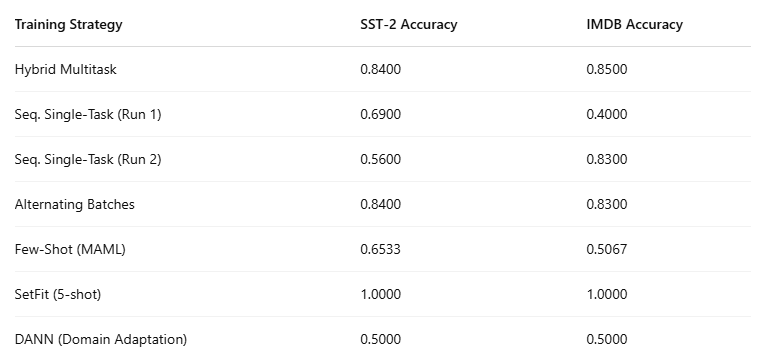 Training Strategy SST-2 Accuracy IMDB Accuracy
Hybrid Multitask 0.8400 0.8500
Seq. Single-Task (Run 1) 0.6900 0.4000
Seq. Single-Task (Run 2) 0.5600 0.8300
Alternating Batches 0.8400 0.8300
Few-Shot (MAML) 0.6533 0.5067
SetFit (5-shot) 1.0000 1.0000
DANN (Domain Adaptation) 0.5000 0.5000